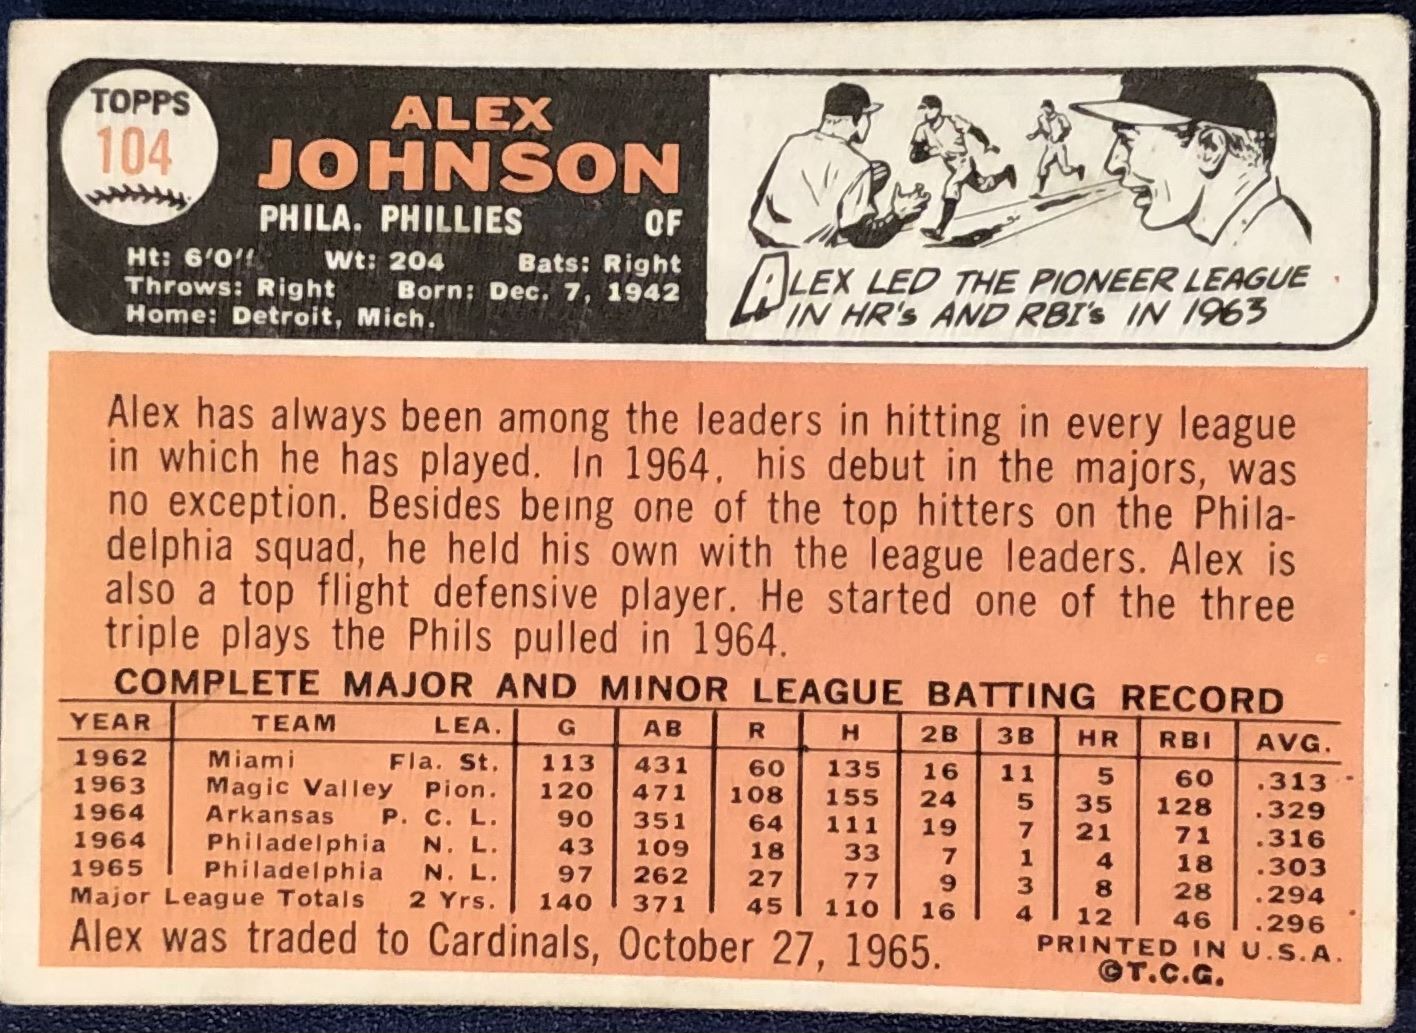 TOPPS
104
ALEX
JOHNSON
PHILA. PHILLIES OF
Ht: 6'0" Wt: 204 Bats: Right
Throws: Right Born: Dec. 7, 1942
Home: Detroit, Mich.
ALEX LED THE PIONEER LEAGUE
IN HR's AND RBI's IN 1963
Alex has always been among the leaders in hitting in every league
in which he has played. In 1964, his debut in the majors, was
no exception. Besides being one of the top hitters on the Phila-
delphia squad, he held his own with the league leaders. Alex is
also a top flight defensive player. He started one of the three
triple plays the Phils pulled in 1964.
COMPLETE MAJOR AND MINOR LEAGUE BATTING RECORD
YEAR TEAM LEA. G AB R H 2B 3B HR RBI AVG.
1962 Miami Fla. St. 113 431 60 135 16 11 5 60 .313
1963 Magic Valley Pion. 120 471 108 155 24 5 35 128 .329
1964 Arkansas P. C. L. 90 351 64 111 19 7 21 71 .316
1964 Philadelphia N. L. 43 109 18 33 7 1 4 18 .303
1965 Philadelphia N. L. 97 262 27 77 9 3 8 28 .294
Major League Totals 2 Yrs. 140 371 45 110 16 4 12 46 .296
Alex was traded to Cardinals, October 27, 1965.
PRINTED IN U.S.A.
©T.C.G.